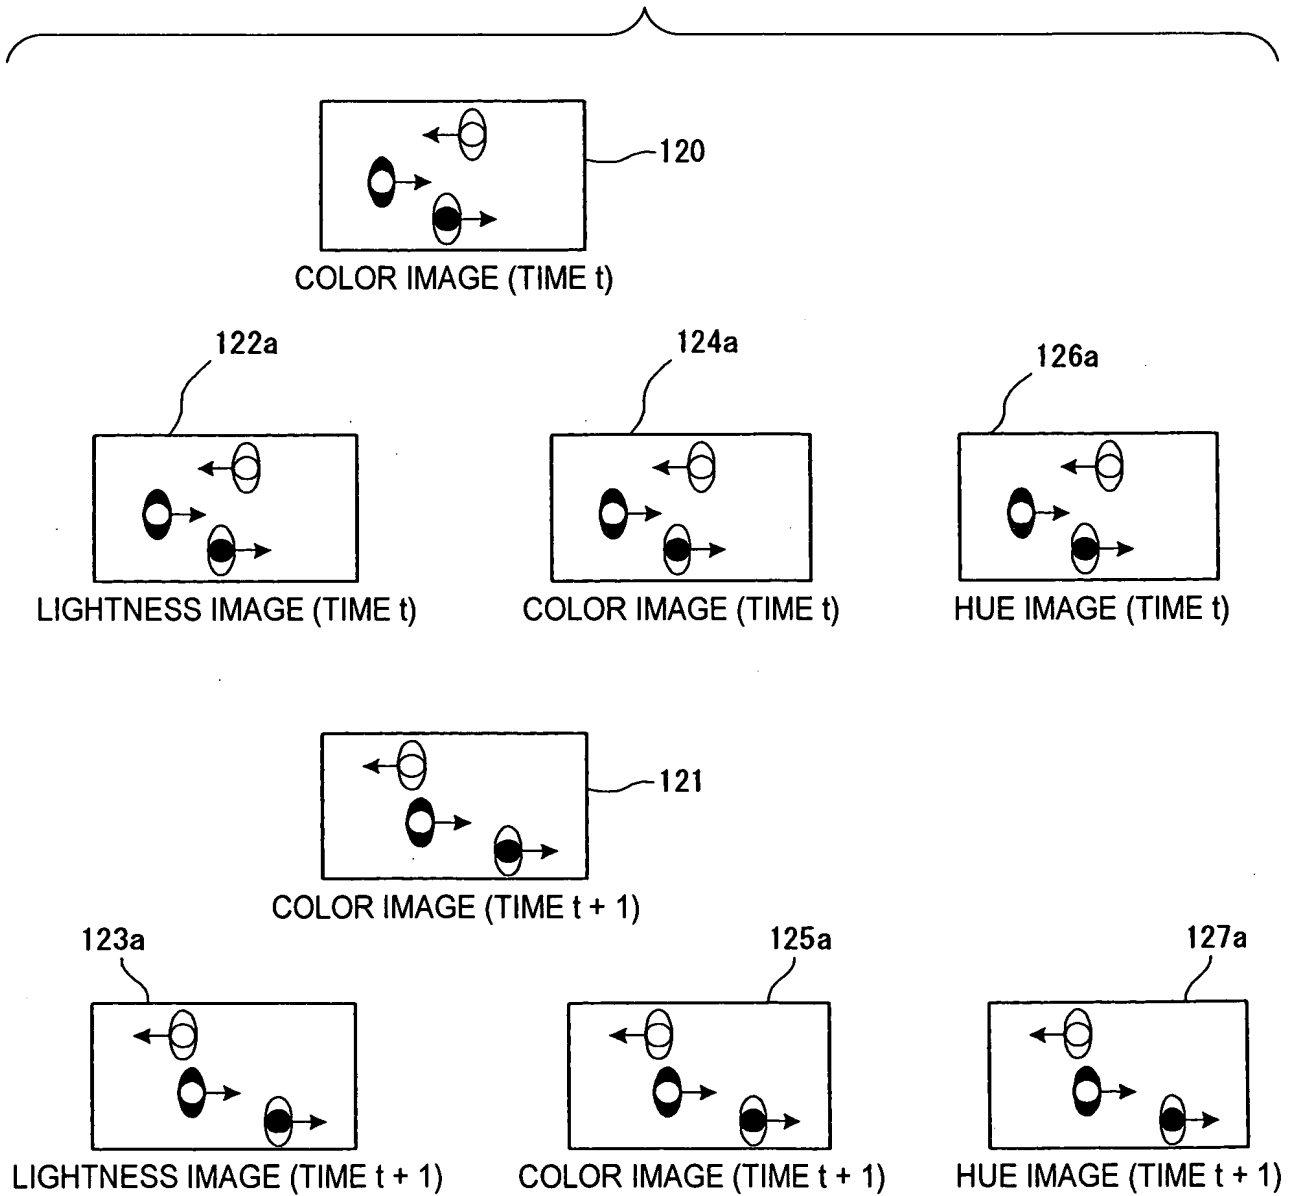 120
COLOR IMAGE (TIME t)
122a
124a
126a
LIGHTNESS IMAGE (TIME t)
COLOR IMAGE (TIME t)
HUE IMAGE (TIME t)
121
COLOR IMAGE (TIME t + 1)
123a
125a
127a
LIGHTNESS IMAGE (TIME t + 1)
COLOR IMAGE (TIME t + 1)
HUE IMAGE (TIME t + 1)